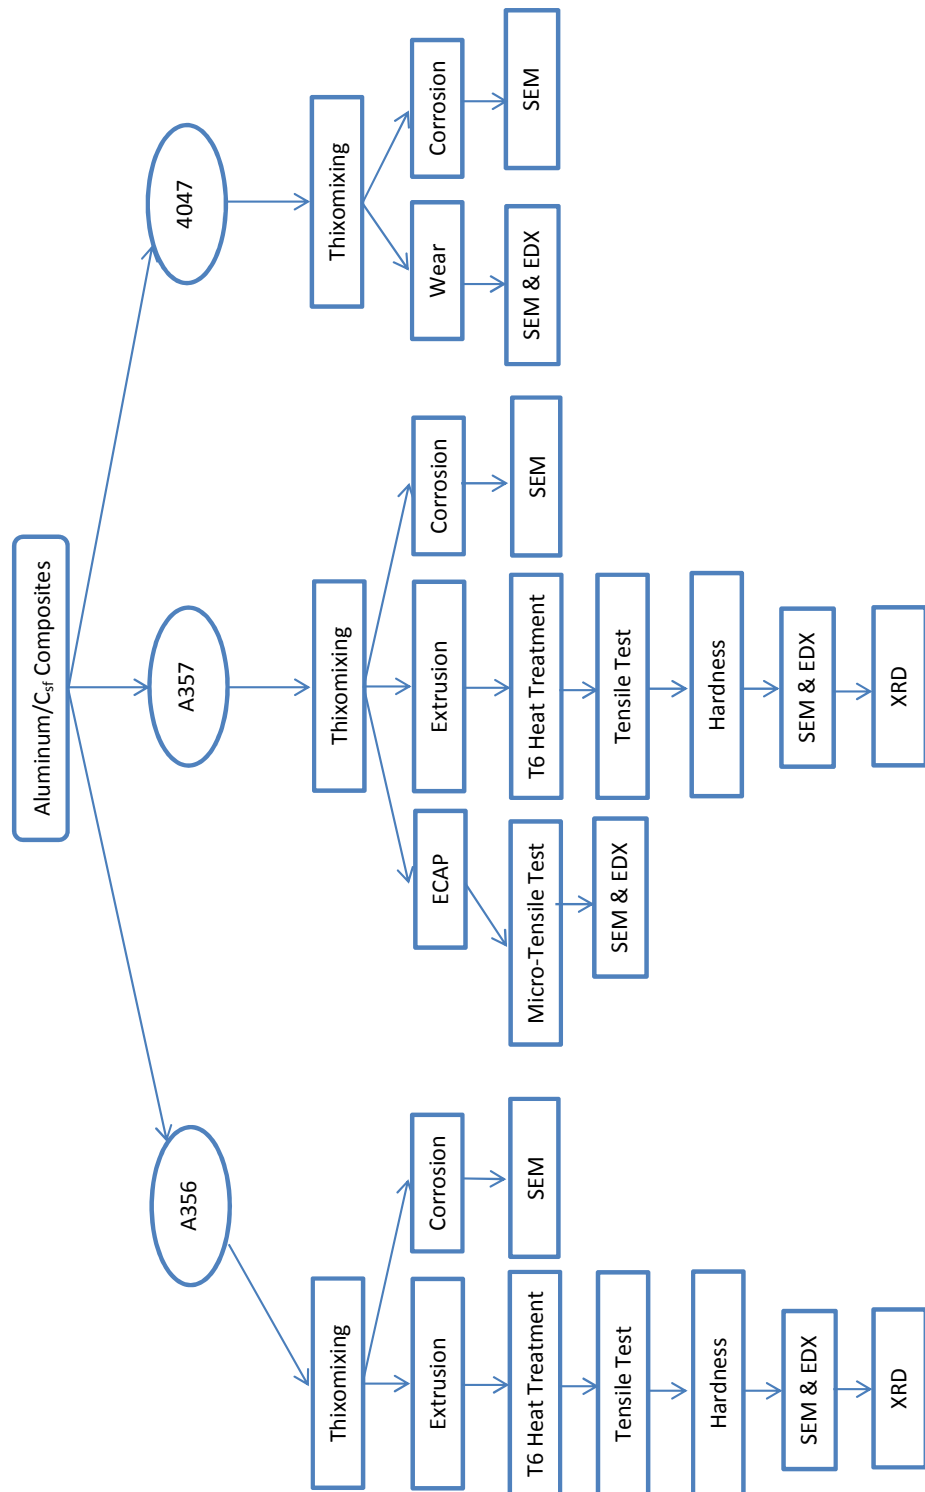 Aluminum/Csf Composites
A356
A357
4047
Thixomixing
Thixomixing
Thixomixing
Extrusion
Corrosion
ECAP
Extrusion
Corrosion
Wear
Corrosion
T6 Heat Treatment
SEM
Micro-Tensile Test
T6 Heat Treatment
SEM
SEM & EDX
SEM
Tensile Test
SEM & EDX
Tensile Test
Hardness
Hardness
SEM & EDX
SEM & EDX
XRD
XRD